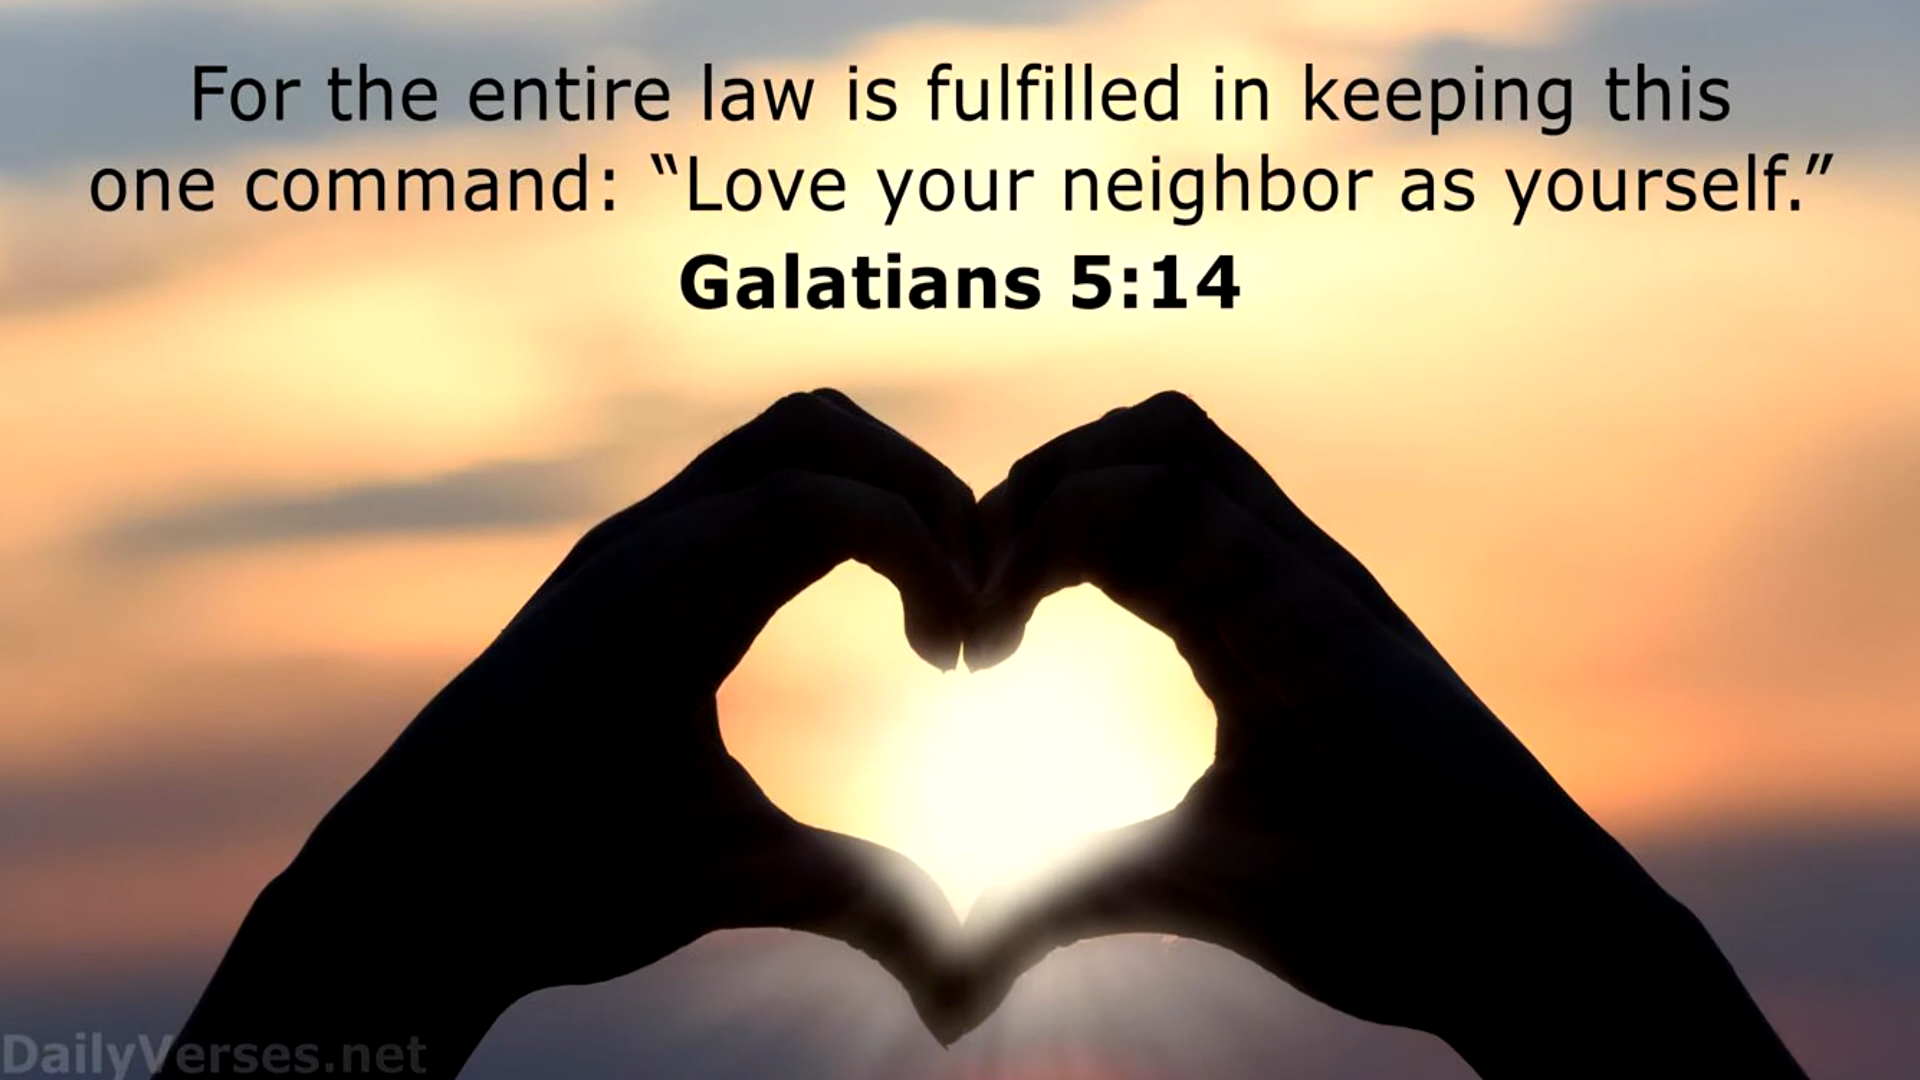 For the entire law is fulfilled in keeping this
one command: “Love your neighbor as yourself.”
Galatians 5:14
DailyVerses.net